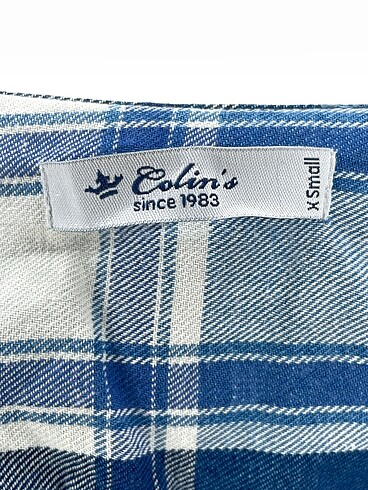 Colin's
since 1983
X Small